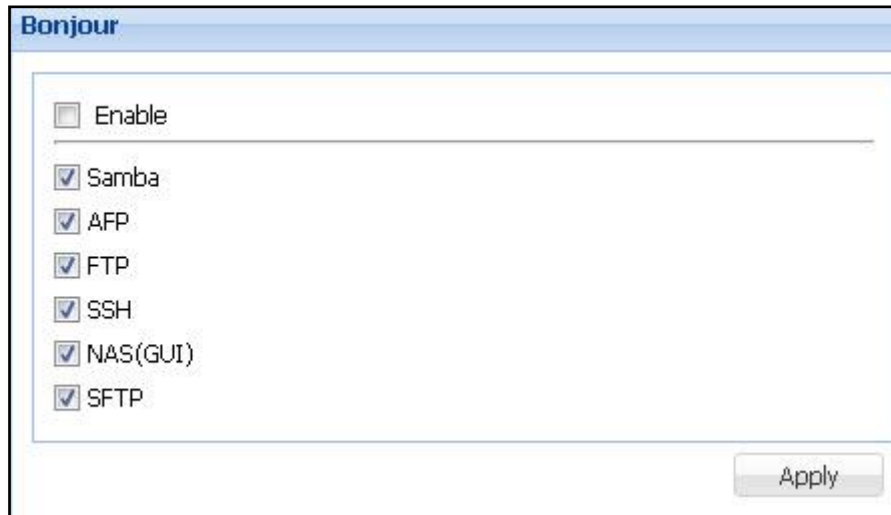 Bonjour
Enable
Samba
AFP
FTP
SSH
NAS(GUI)
SFTP
Apply